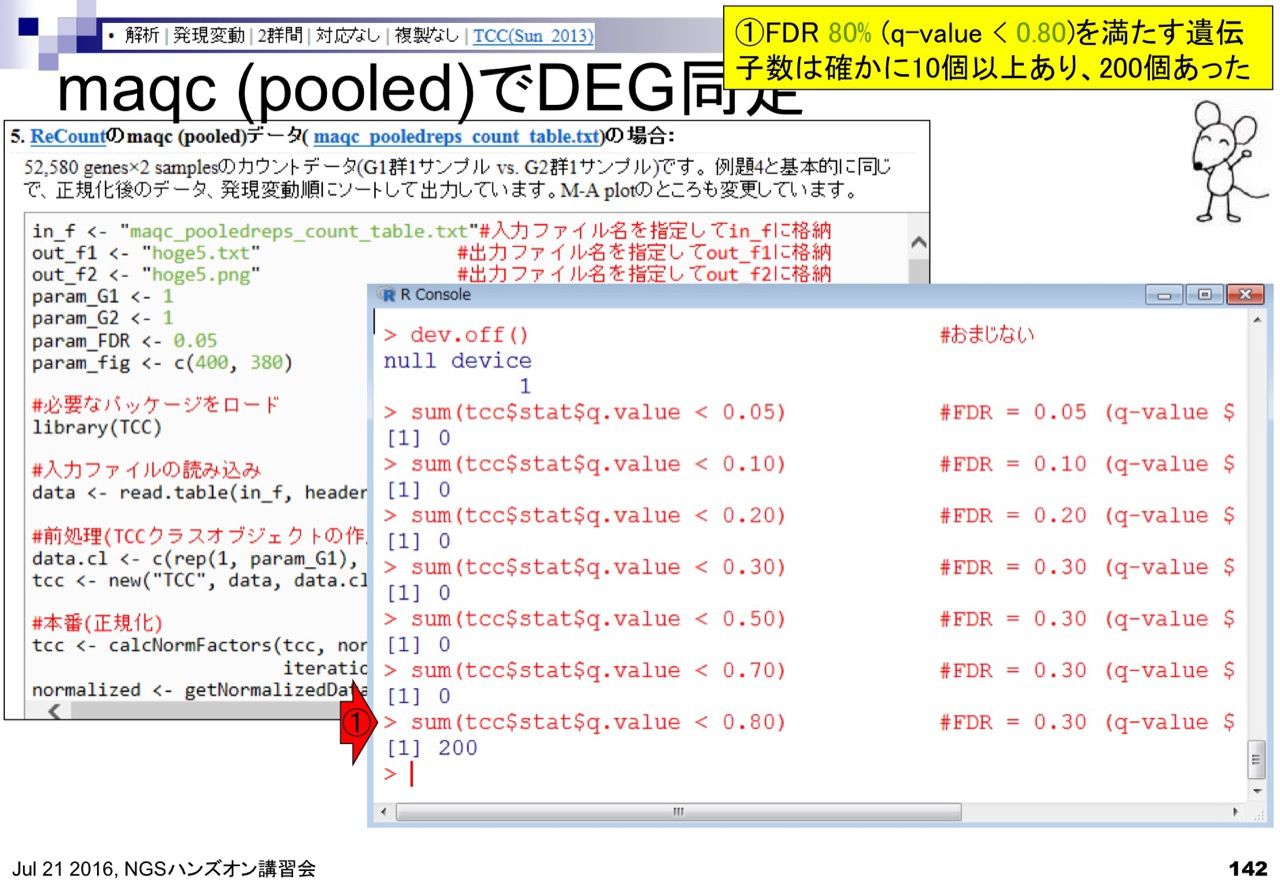 ・ 解析 | 発現変動 | 2群間 | 対応なし | 複製なし | TCC(Sun_2013)
①FDR 80% (q-value < 0.80)を満たす遺伝
子数は確かに10個以上あり、200個あった
maqc (pooled)でDEG同定
5. ReCountのmaqc (pooled)データ( maqc_pooledreps_count_table.txt)の場合:
52,580 genes×2 samplesのカウントデータ(G1群1サンプル vs. G2群1サンプル)です。例題4と基本的に同じ
で、正規化後のデータ、発現変動順にソートして出力しています。M-A plotのところも変更しています。
in_f <- "maqc_pooledreps_count_table.txt"#入力ファイル名を指定してin_fに格納
out_f1 <- "hoge5.txt" #出力ファイル名を指定してout_f1に格納
out_f2 <- "hoge5.png" #出力ファイル名を指定してout_f2に格納
param_G1 <- 1
param_G2 <- 1
param_FDR <- 0.05
param_fig <- c(400, 380)
#必要なパッケージをロード
library(TCC)
#入力ファイルの読み込み
data <- read.table(in_f, header
#前処理(TCCクラスオブジェクトの作
data.cl <- c(rep(1, param_G1),
tcc <- new("TCC", data, data.cl
#本番(正規化)
tcc <- calcNormFactors(tcc, nor
iteratio
normalized <- getNormalizedData
R Console
> dev.off() #おまじない
null device
1
> sum(tcc$stat$q.value < 0.05) #FDR = 0.05 (q-value $
[1] 0
> sum(tcc$stat$q.value < 0.10) #FDR = 0.10 (q-value $
[1] 0
> sum(tcc$stat$q.value < 0.20) #FDR = 0.20 (q-value $
[1] 0
> sum(tcc$stat$q.value < 0.30) #FDR = 0.30 (q-value $
[1] 0
> sum(tcc$stat$q.value < 0.50) #FDR = 0.30 (q-value $
[1] 0
> sum(tcc$stat$q.value < 0.70) #FDR = 0.30 (q-value $
[1] 0
① > sum(tcc$stat$q.value < 0.80) #FDR = 0.30 (q-value $
[1] 200
>
Jul 21 2016, NGSハンズオン講習会
142